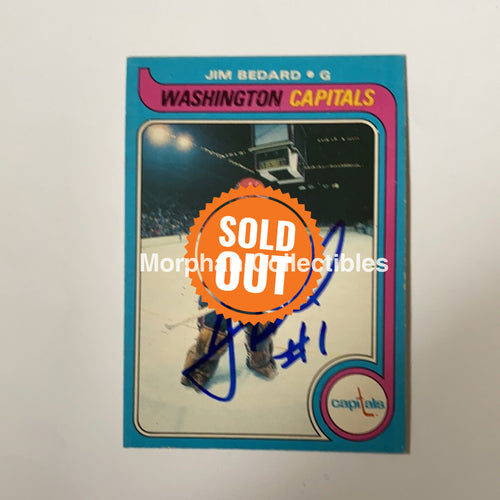 JIM BEDARD • G
WASHINGTON CAPITALS
SOLD
OUT
Morphan Collectibles
#1
capitals